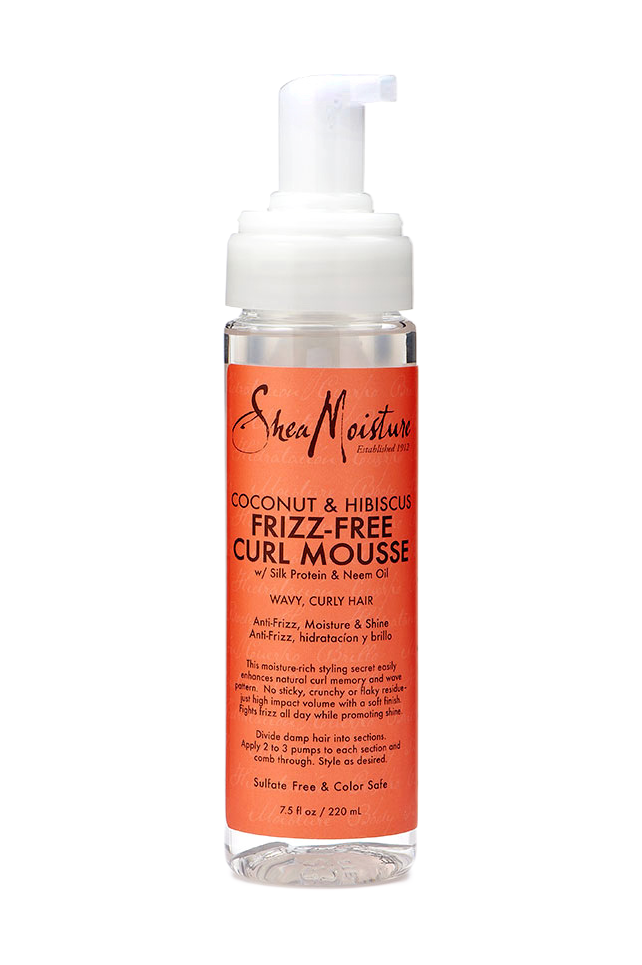 SheaMoisture
Established 1912
COCONUT & HIBISCUS
FRIZZ-FREE
CURL MOUSSE
w/ Silk Protein & Neem Oil
WAVY, CURLY HAIR
Anti-Frizz, Moisture & Shine
Anti-Frizz, hidratacíon y brillo
This moisture-rich styling secret easily
enhances natural curl memory and wave
pattern. No sticky, crunchy or flaky residue–
just high impact volume with a soft finish.
Fights frizz all day while promoting shine.
Divide damp hair into sections.
Apply 2 to 3 pumps to each section and
comb through. Style as desired.
Sulfate Free & Color Safe
7.5 fl oz / 220 mL